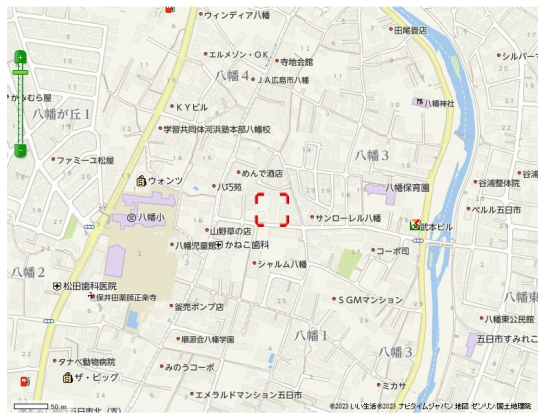 ウィンディア八幡
田尾畳店
エルメゾン・OK
寺地会館
シルバー
八幡4
JA広島市八幡
かみむら屋
八幡が丘1
KYビル
八幡神社
学習共同体河浜塾本部八幡校
ファミーユ松屋
八幡3
めんで酒店
ウォンツ
八巧苑
八幡保育園
谷浦整体院
谷浦
ベルル五日市
八幡小
サンローレル八幡
武本ビル
山野草の店
八幡児童館
かねこ歯科
コーポ司
シャルム八幡
八幡2
松田歯科医院
保井田薬師正楽寺
釜売ポンプ店
SGMマンション
八幡東
八幡東公民館
順源会八幡学園
八幡1
五日市すみれこ
八幡3
タナベ動物病院
みのうコーポ
ザ・ビッグ
ミカサ
エメラルドマンション五日市
50m
©2023 いい生活©2023 ナビタイムジャパン 地図 ゼンリン 国土地理院